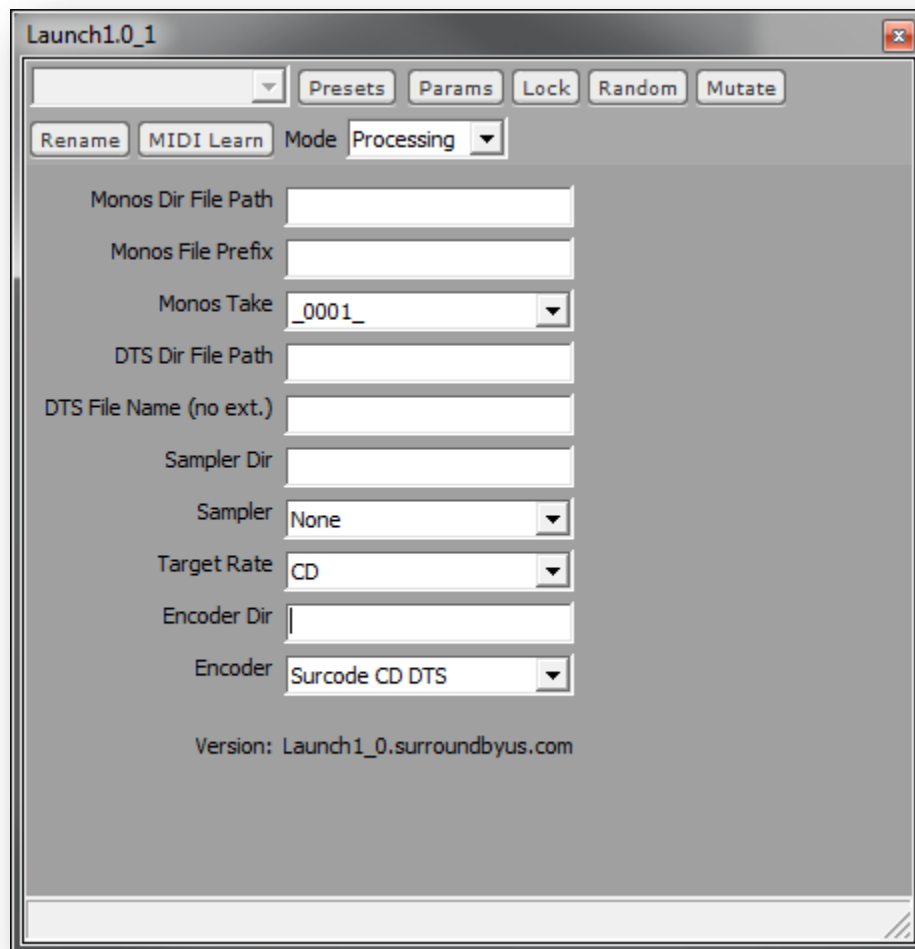 Launch1.0_1
Presets Params Lock Random Mutate
Rename MIDI Learn Mode Processing
Monos Dir File Path
Monos File Prefix
Monos Take _0001_
DTS Dir File Path
DTS File Name (no ext.)
Sampler Dir
Sampler None
Target Rate CD
Encoder Dir
Encoder Surcode CD DTS
Version: Launch1_0.surroundbyus.com